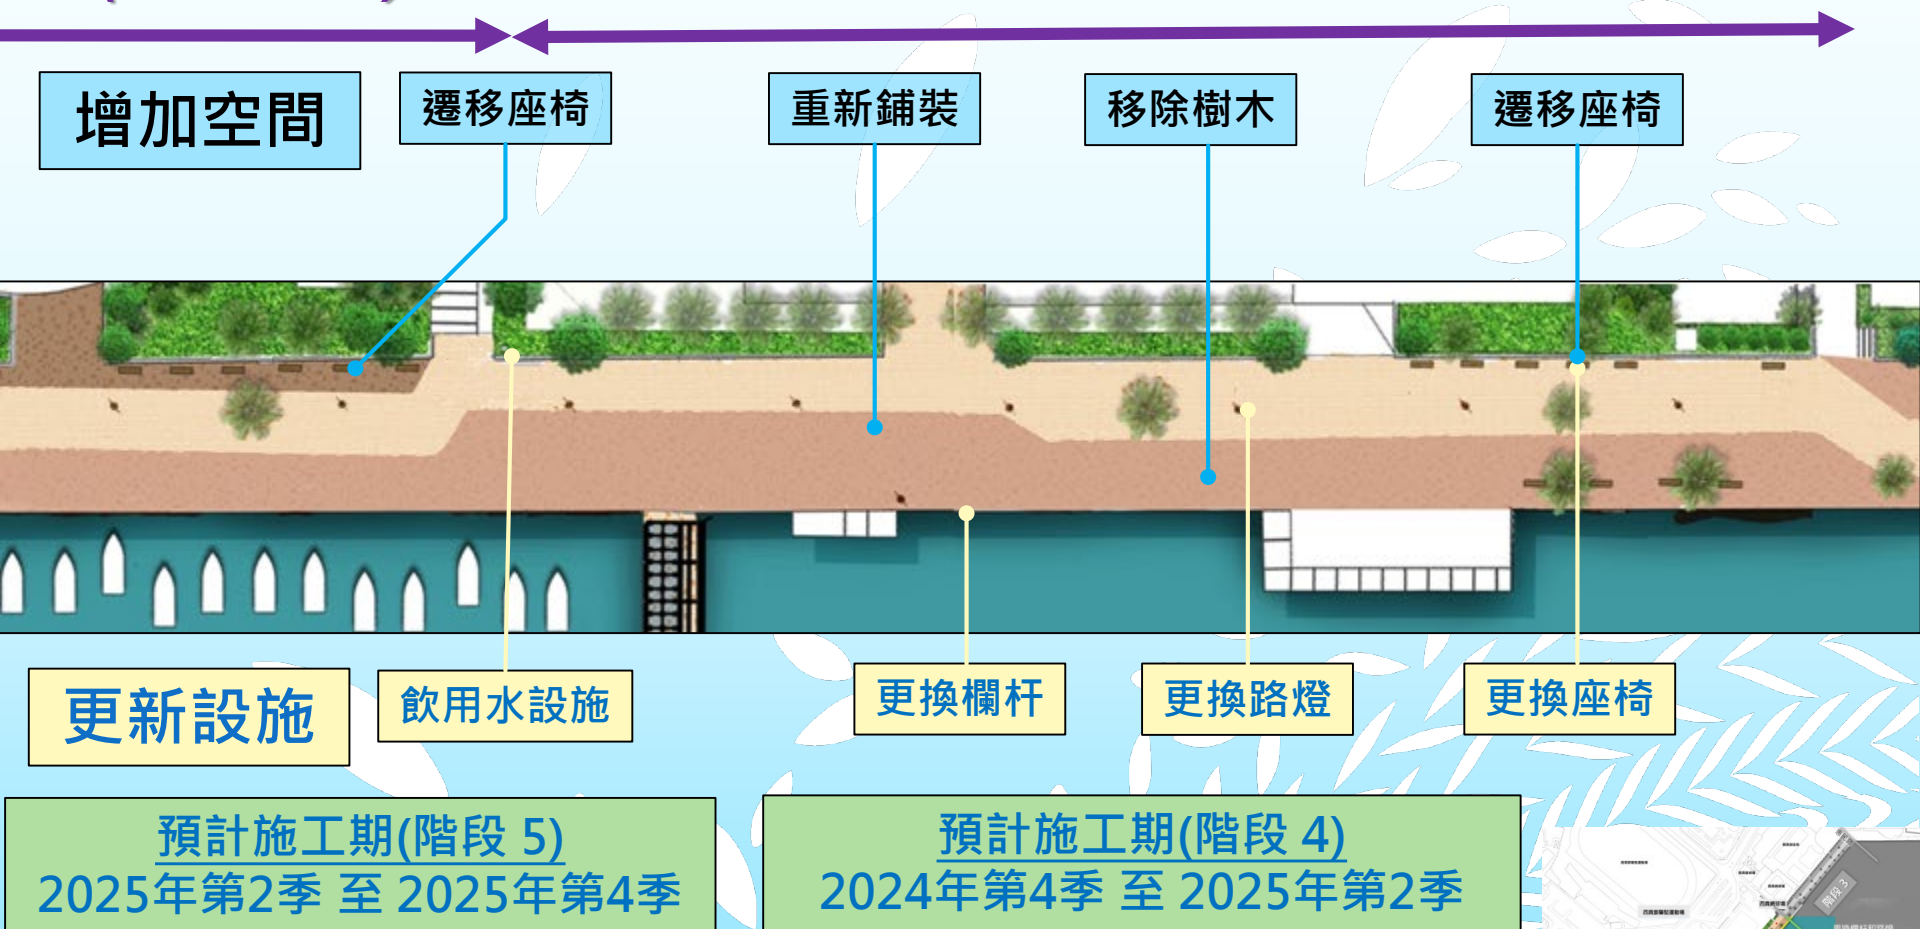 增加空間
遷移座椅
重新鋪裝
移除樹木
遷移座椅
更新設施
飲用水設施
更換欄杆
更換路燈
更換座椅
預計施工期(階段 5)
2025年第2季 至 2025年第4季
預計施工期(階段 4)
2024年第4季 至 2025年第2季
階段 3